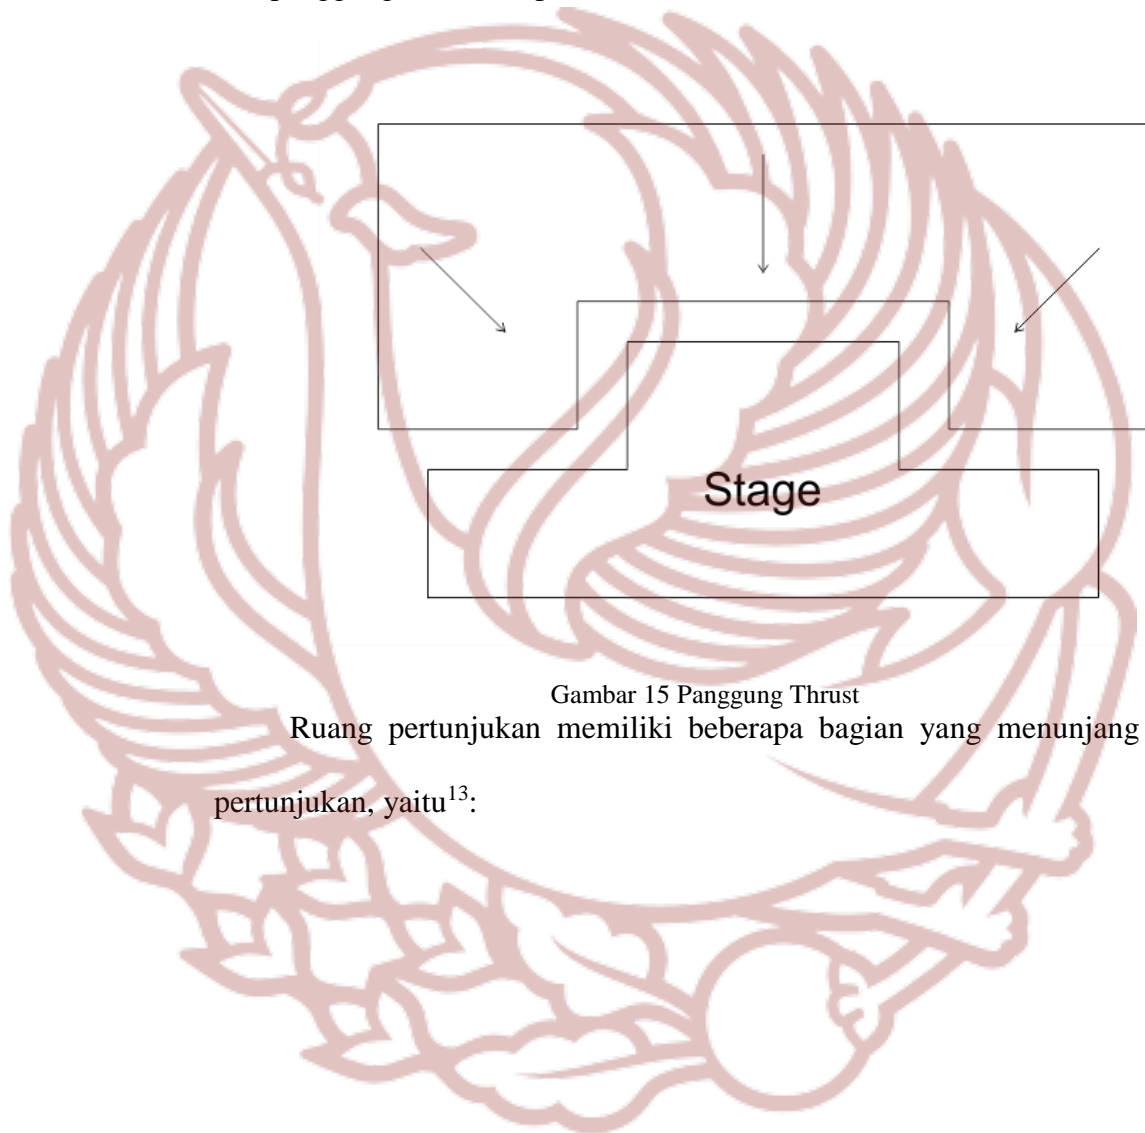 Stage
Gambar 15 Panggung Thrust
Ruang pertunjukan memiliki beberapa bagian yang menunjang
pertunjukan, yaitu¹³: